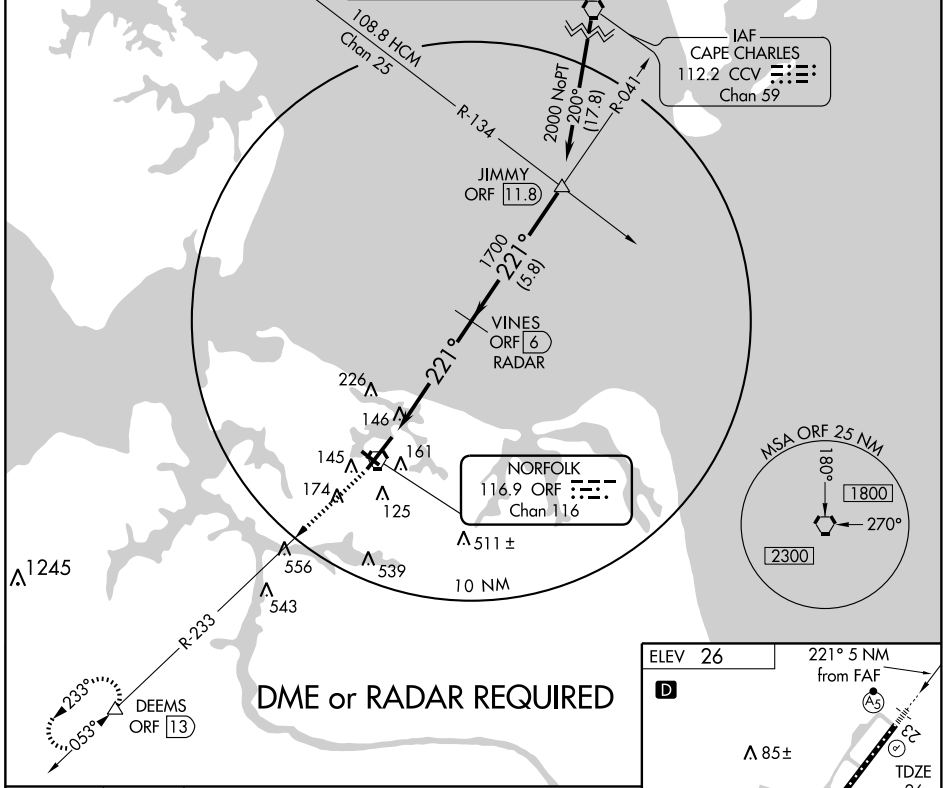 108.8 HCM
Chan 25
R-134
IAF
CAPE CHARLES
112.2 CCV
Chan 59
2000 NoPT
200°
(17.8)
R-041
JIMMY
ORF 11.8
1700
221°
(5.8)
VINES
ORF 6
RADAR
221°
226
146
145
161
174
125
NORFOLK
116.9 ORF
Chan 116
MSA ORF 25 NM
180°
1800
270°
2300
511 ±
556
539
543
10 NM
1245
R-233
233°
053°
DEEMS
ORF 13
DME or RADAR REQUIRED
ELEV 26
D
221° 5 NM
from FAF
A5
23
P
85 ±
TDZE
26